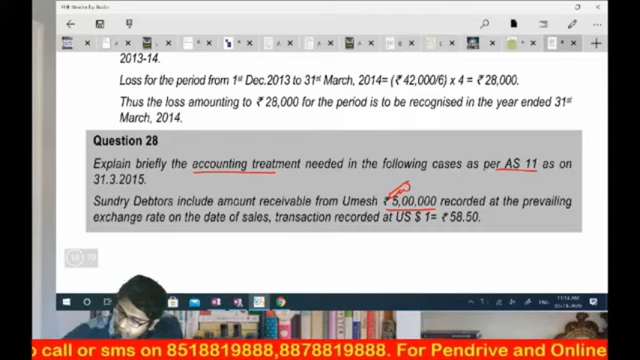 2013-14.
Loss for the period from 1st Dec.2013 to 31st March, 2014= (₹ 42,000/6) x 4 = ₹ 28,000.
Thus the loss amounting to ₹ 28,000 for the period is to be recognised in the year ended 31st
March, 2014.
Question 28
Explain briefly the accounting treatment needed in the following cases as per AS 11 as on
31.3.2015.
Sundry Debtors include amount receivable from Umesh ₹ 5,00,000 recorded at the prevailing
exchange rate on the date of sales, transaction recorded at US $ 1= ₹ 58.50.
o call or sms on 8518819888,8878819888. For Pendrive and Online